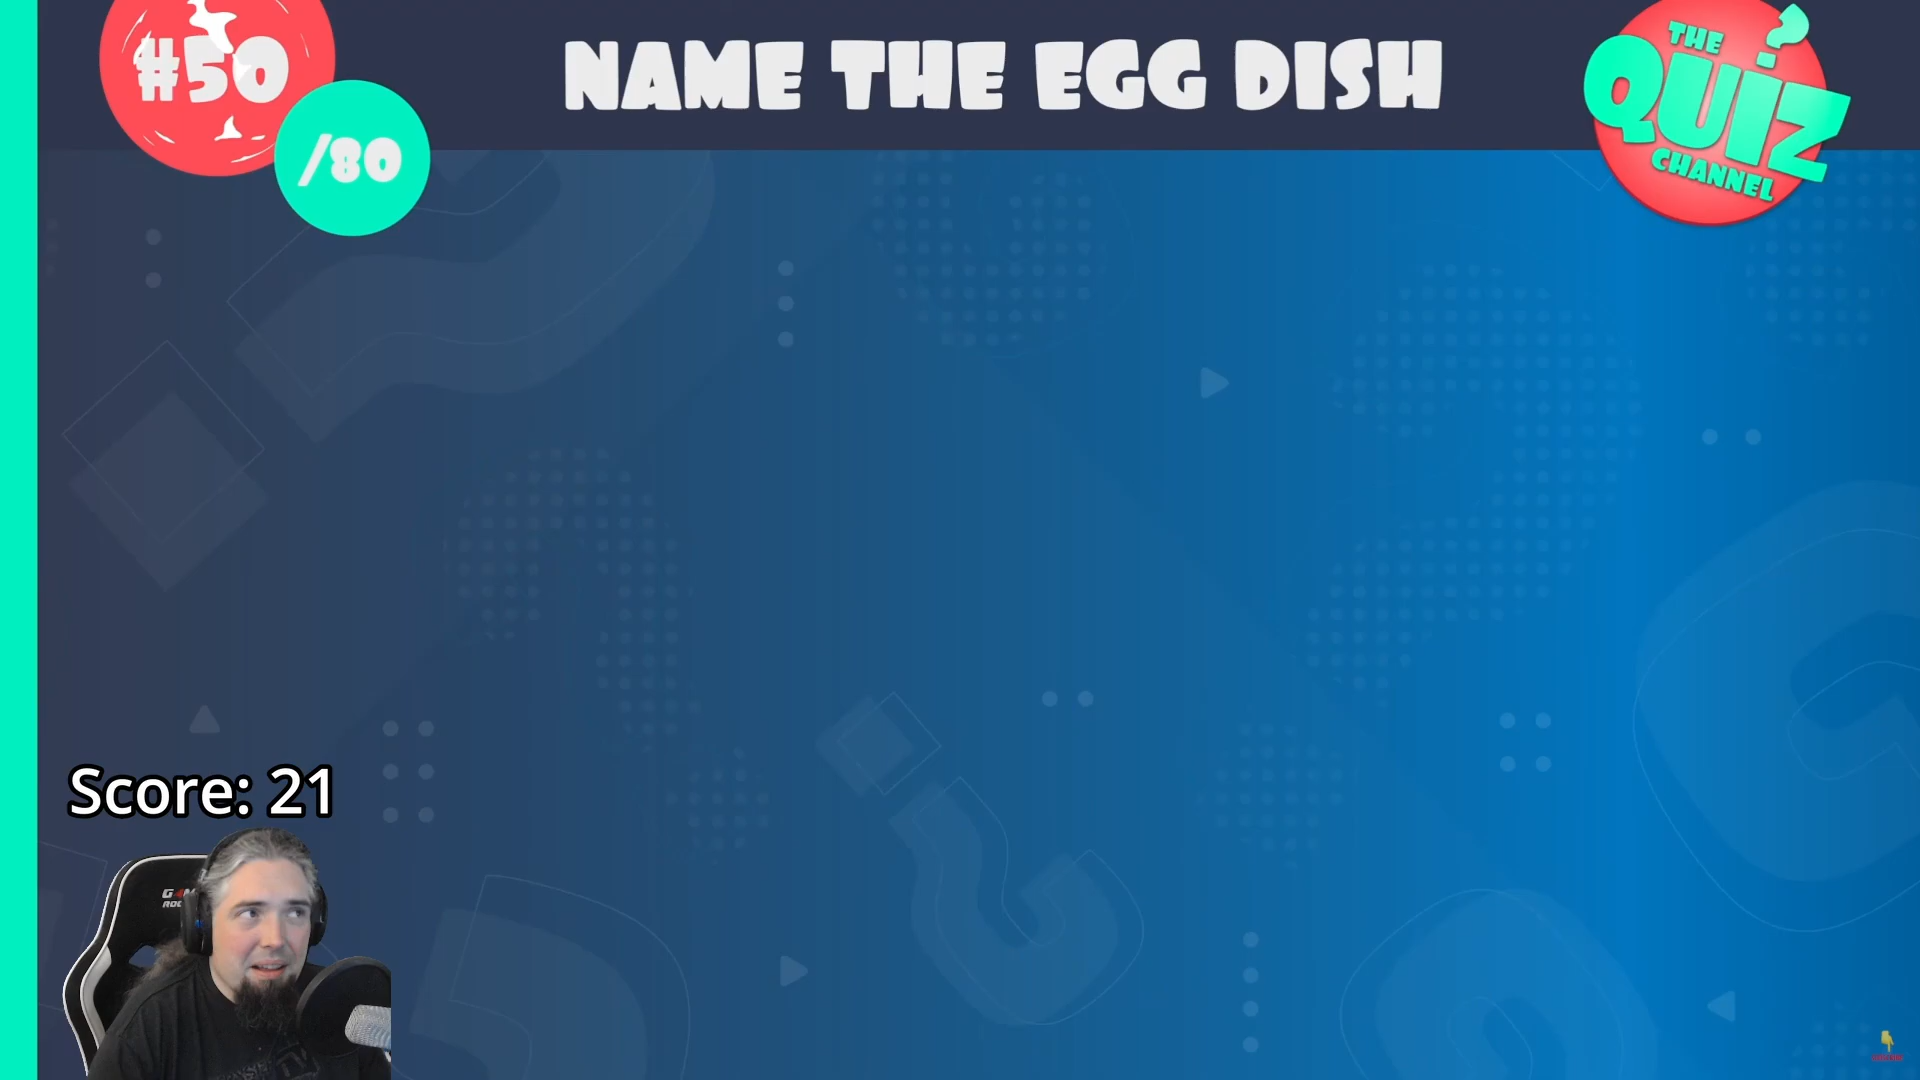 #50
/80
NAME THE EGG DISH
THE
QUIZ
CHANNEL
Score: 21